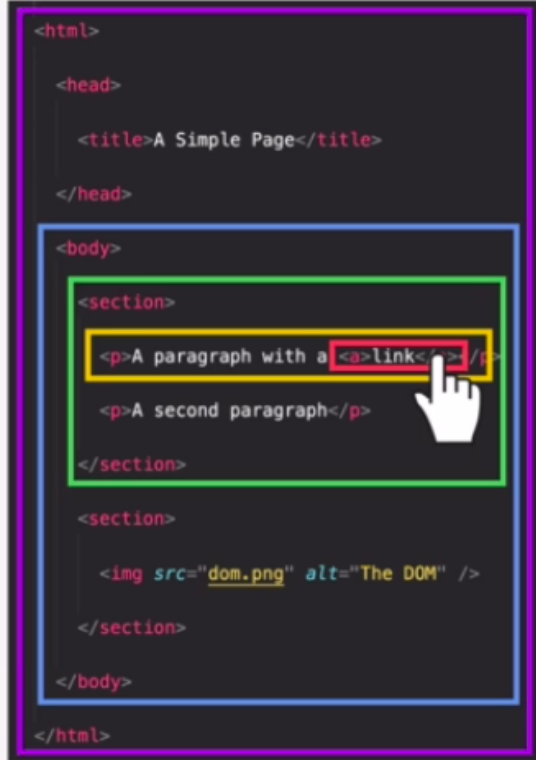 <html>
<head>
<title>A Simple Page</title>
</head>
<body>
<section>
<p>A paragraph with a <a>link</a></p>
<p>A second paragraph</p>
</section>
<section>
<img src="dom.png" alt="The DOM" />
</section>
</body>
</html>